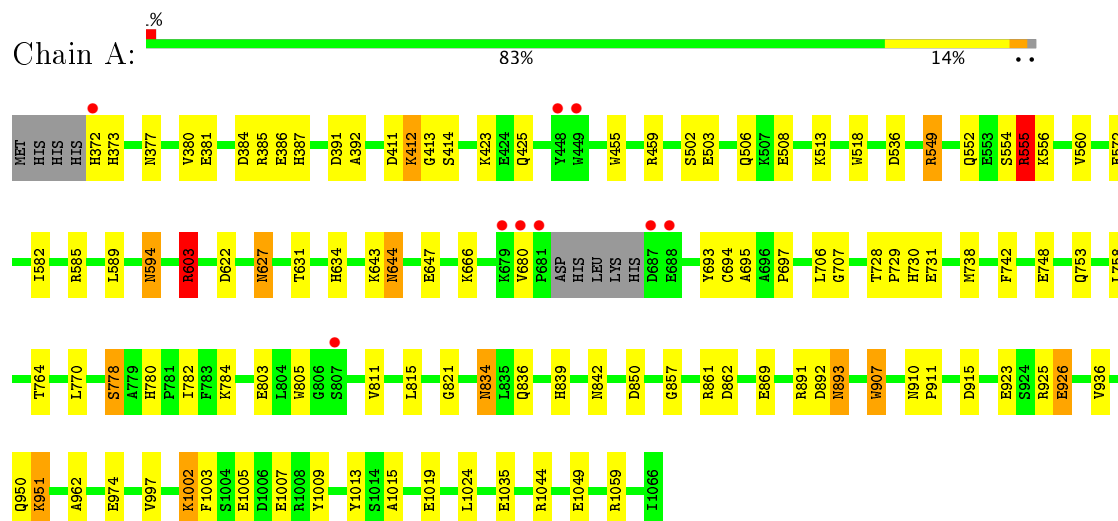 .%
Chain A:
83%
14%
• •
MET HIS HIS HIS H372 H373 N377 V380 E381 D384 R385 E386 H387 D391 A392 D411 K412 G413 S414 K423 E424 Q425 Y448 W449 W455 R459 S502 E503 Q506 K507 E508 K513 W518 D536 R549 Q552 E553 S554 R555 K556 V560
I582 R585 L589 N594 R603 D622 N627 T631 H634 K643 N644 E647 K666 K679 V680 P681 ASP HIS LEU LYS HIS D687 E688 Y693 C694 A695 A696 P697 L706 G707 T728 P729 H730 E731 M738 F742 E748 Q753
T764 L770 S778 A779 H780 P781 I782 F783 K784 E803 L804 W805 G806 S807 V811 L815 G821 N834 L835 Q836 H839 N842 D850 G857 R861 D862 E869 R891 D892 N893 W907 N910 P911 D915 E923 S924 R925 E926 V936
Q950 K951 A962 E974 V997 K1002 F1003 S1004 E1005 D1006 E1007 R1008 Y1009 Y1013 S1014 A1015 E1019 L1024 E1035 R1044 E1049 R1059 I1066